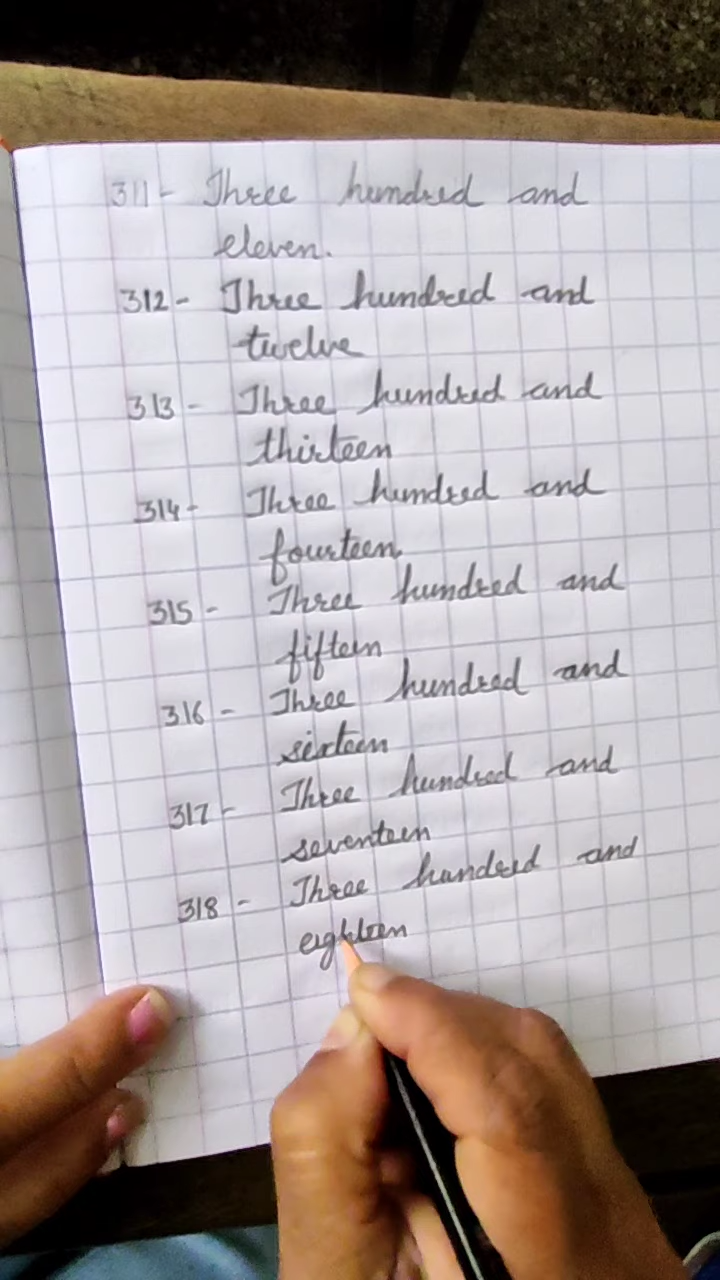 311- Three hundred and
eleven.
312- Three hundred and
twelve
313- Three hundred and
thirteen
314- Three hundred and
fourteen.
315- Three hundred and
fifteen
316- Three hundred and
sixteen
317- Three hundred and
seventeen
318- Three hundred and
eighteen